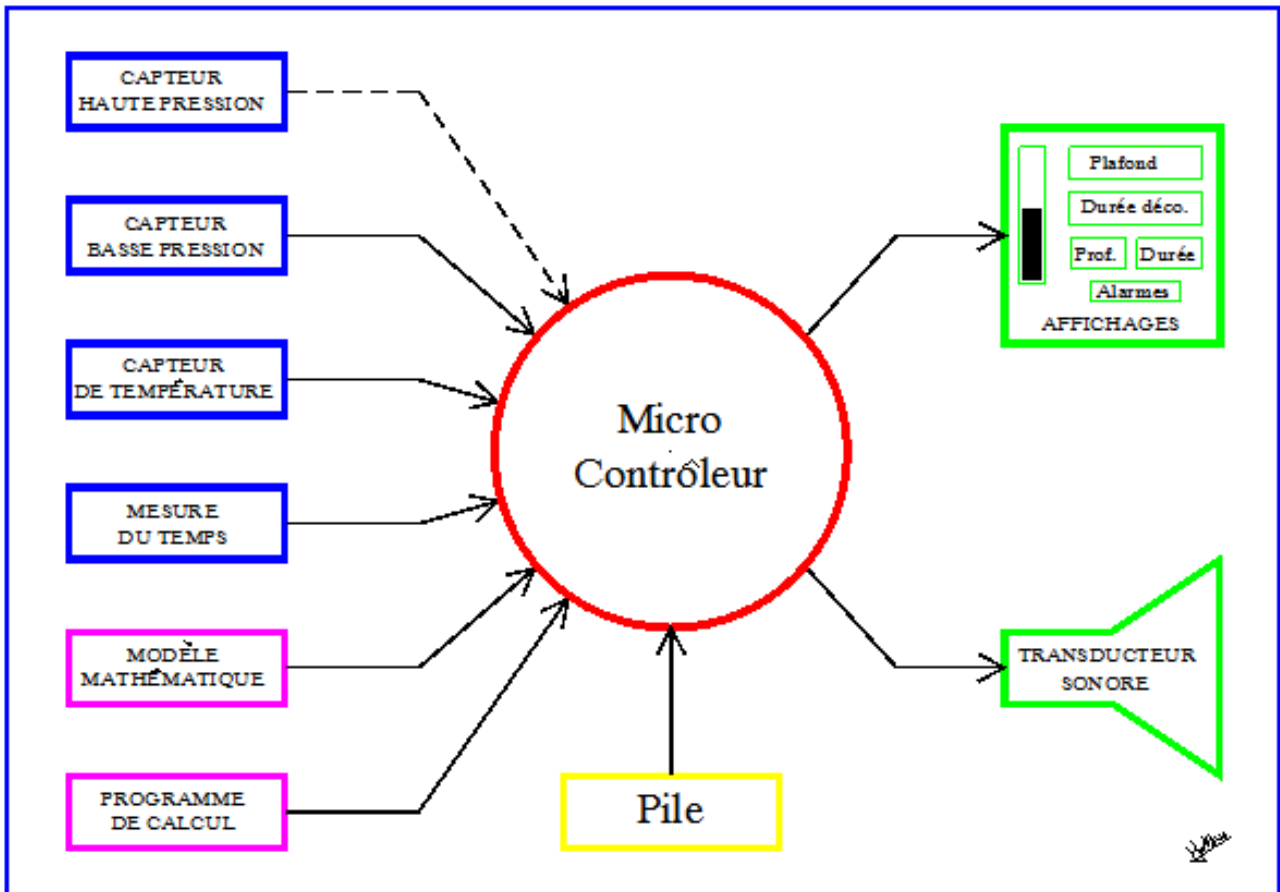 CAPTEUR
HAUTE PRESSION
CAPTEUR
BASSE PRESSION
CAPTEUR
DE TEMPÉRATURE
MESURE
DU TEMPS
MODÈLE
MATHÉMATIQUE
PROGRAMME
DE CALCUL
Micro
Contrôleur
Pile
Plafond
Durée déco.
Prof.
Durée
Alarmes
AFFICHAGES
TRANSDUCTEUR
SONORE